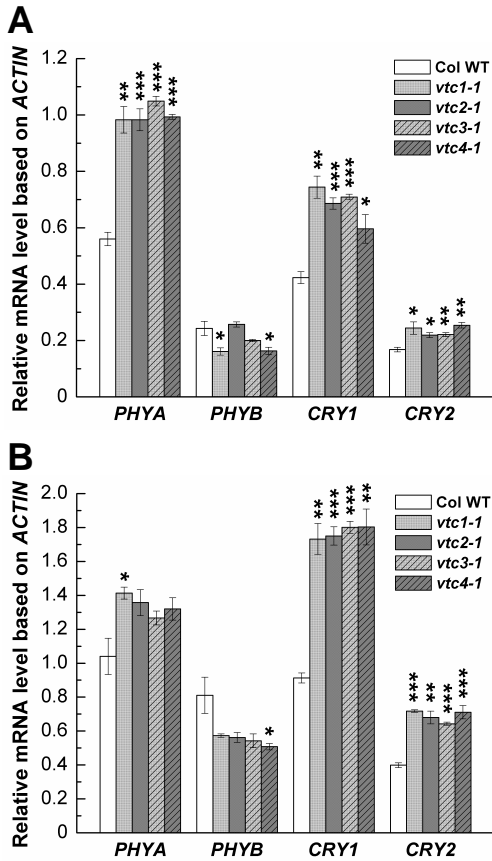 A
Relative mRNA level based on ACTIN
1.2
1.0
0.8
0.6
0.4
0.2
0
** *** *** ***
* *
** *** *** *
* * ** **
Col WT
vtc1-1
vtc2-1
vtc3-1
vtc4-1
PHYA PHYB CRY1 CRY2
B
Relative mRNA level based on ACTIN
2.0
1.8
1.6
1.4
1.2
1.0
0.8
0.6
0.4
0.2
0
*
*
** *** *** **
*** ** *** ***
Col WT
vtc1-1
vtc2-1
vtc3-1
vtc4-1
PHYA PHYB CRY1 CRY2